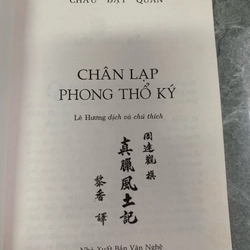 CHÂU ĐẠT QUAN
CHÂN LẠP
PHONG THỔ KÝ
Lê Hương dịch và chú thích
周達觀 撰
真臘風土記
黎香 譯
Nhà Xuất Bản Văn Nghệ